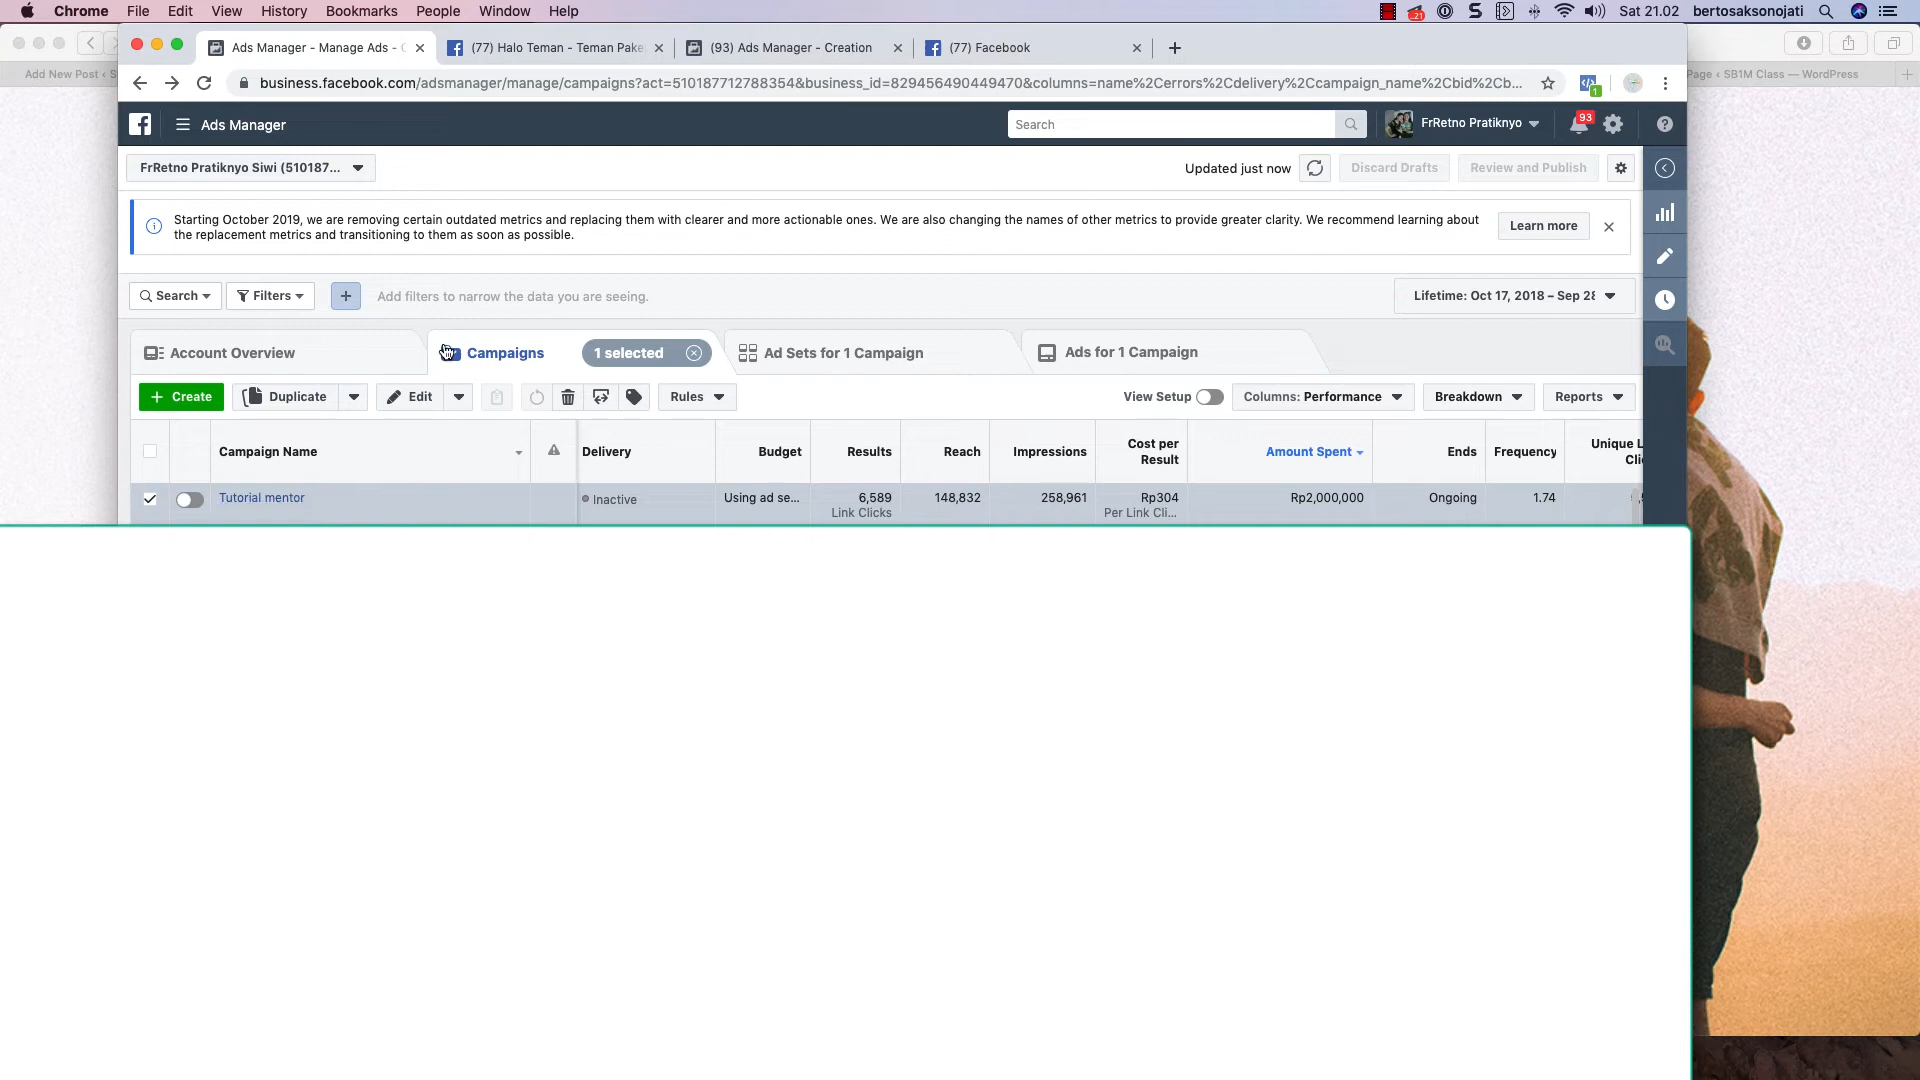 Chrome File Edit Ads History Bookmarks People Window Help
21 Sat 21.02 bertosaksonojati
Ads Manager - Manage Ads - (77) Halo Teman - Teman Pake (93) Ads Manager - Creation (77) Facebook
Add New Post ‹ S Page ‹ SB1M Class — WordPress
business.facebook.com/adsmanager/manage/campaigns?act=510187712788354&business_id=829456490449470&columns=name%2Cerrors%2Cdelivery%2Ccampaign_name%2Cbid%2Cb...
1
Ads Manager Search FrRetno Pratiknyo 93
FrRetno Pratiknyo Siwi (510187... Updated just now Discard Drafts Review and Publish
Starting October 2019, we are removing certain outdated metrics and replacing them with clearer and more actionable ones. We are also changing the names of other metrics to provide greater clarity. We recommend learning about
the replacement metrics and transitioning to them as soon as possible.
Learn more
Search Filters Add filters to narrow the data you are seeing. Lifetime: Oct 17, 2018 – Sep 28
Account Overview Campaigns 1 selected Ad Sets for 1 Campaign Ads for 1 Campaign
Create Duplicate Edit Rules View Setup Columns: Performance Breakdown Reports
Campaign Name Delivery Budget Results Reach Impressions Cost per Result Amount Spent Ends Frequency Unique
Tutorial mentor Inactive Using ad se... 6,589 148,832 258,961 Rp304 Rp2,000,000 Ongoing 1.74
Link Clicks Per Link Cli...